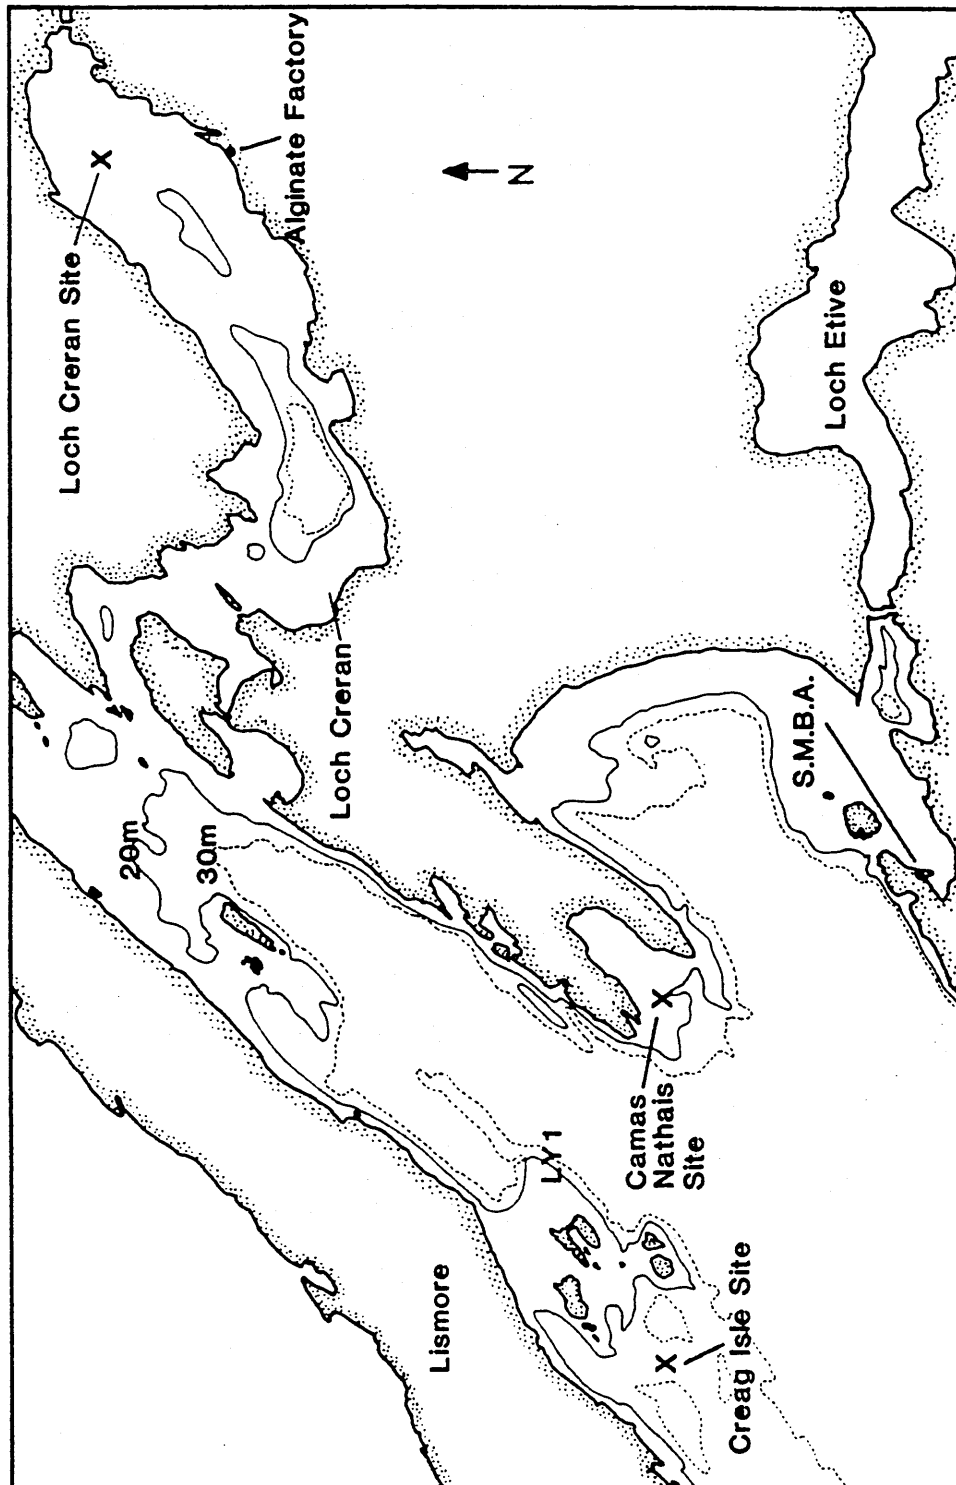 Loch Creran Site
Alginate Factory
N
Loch Creran
Loch Etive
20m
30m
S.M.B.A.
LY1
Camas
Nathais
Site
Lismore
Creag Isle Site